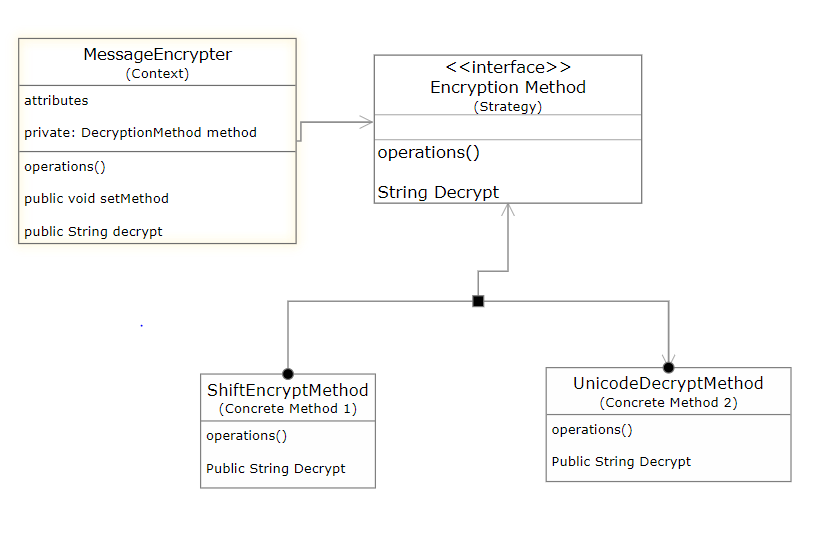 MessageEncrypter
(Context)
attributes
private: DecryptionMethod method
operations()
public void setMethod
public String decrypt
<<interface>>
Encryption Method
(Strategy)
operations()
String Decrypt
ShiftEncryptMethod
(Concrete Method 1)
operations()
Public String Decrypt
UnicodeDecryptMethod
(Concrete Method 2)
operations()
Public String Decrypt